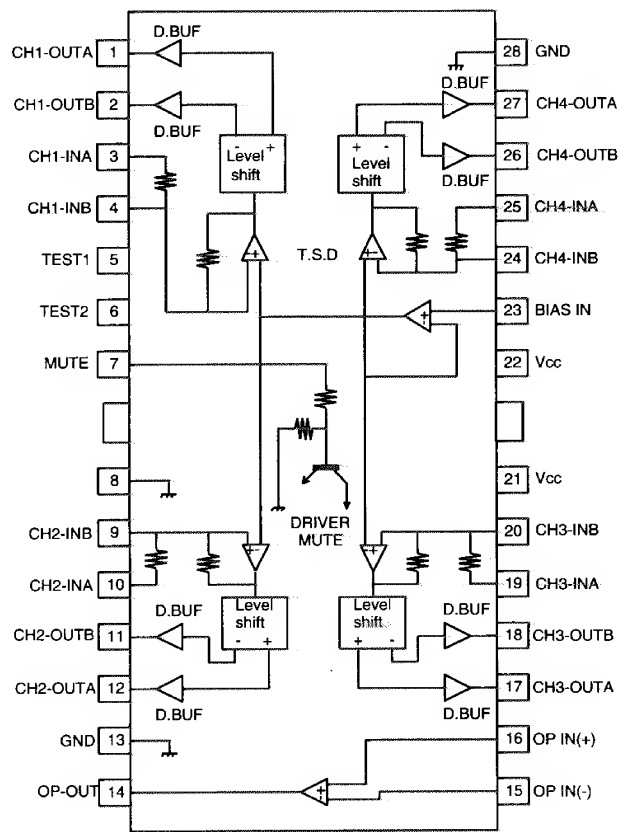 CH1-OUTA 1 D.BUF 28 GND
D.BUF
CH1-OUTB 2 27 CH4-OUTA
D.BUF
- + + -
CH1-INA 3 Level shift Level shift 26 CH4-OUTB
D.BUF
CH1-INB 4 25 CH4-INA
TEST1 5 +- T.S.D +- 24 CH4-INB
TEST2 6 +- 23 BIAS IN
MUTE 7 22 Vcc
8 21 Vcc
DRIVER
MUTE
CH2-INB 9 20 CH3-INB
+- -+
CH2-INA 10 19 CH3-INA
Level shift Level shift
CH2-OUTB 11 D.BUF - + + - D.BUF 18 CH3-OUTB
CH2-OUTA 12 17 CH3-OUTA
D.BUF D.BUF
GND 13 16 OP IN(+)
OP-OUT 14 +- 15 OP IN(-)